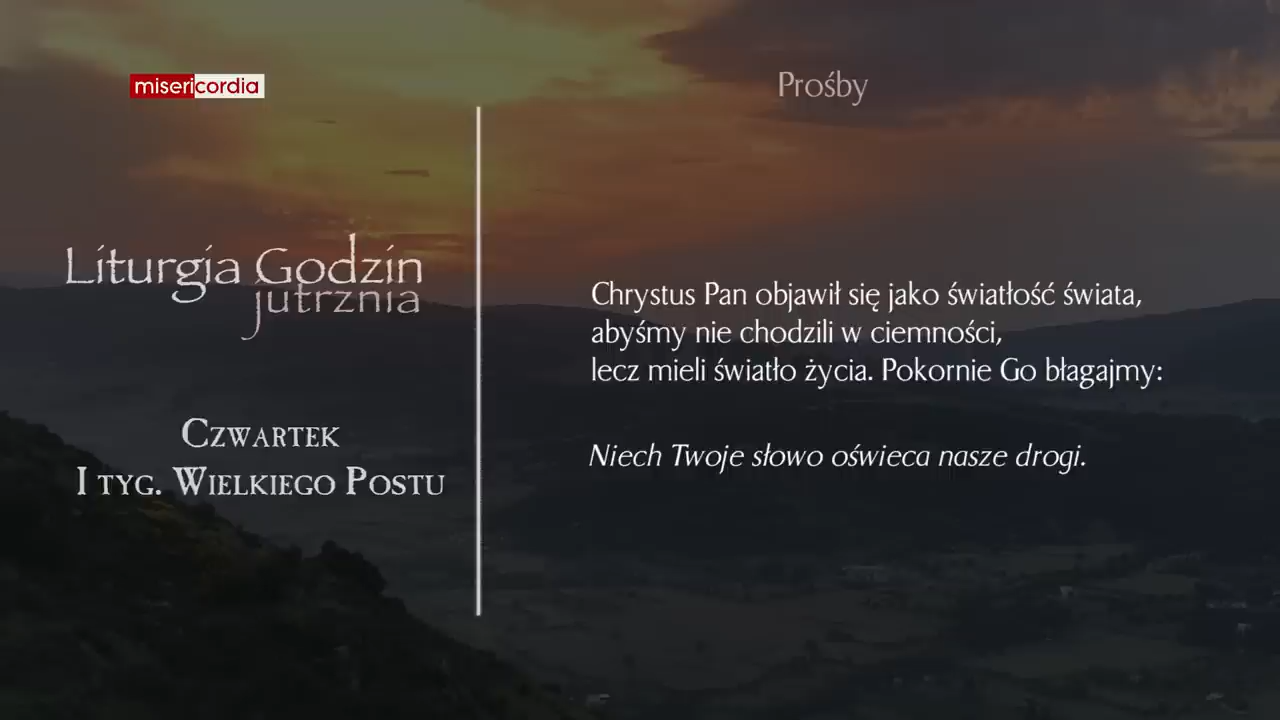 misericordia
Prośby
Liturgia Godzin
jutrznia
Czwartek
I tyg. Wielkiego Postu
Chrystus Pan objawił się jako światłość świata,
abyśmy nie chodzili w ciemności,
lecz mieli światło życia. Pokornie Go błagajmy:
Niech Twoje słowo oświeca nasze drogi.